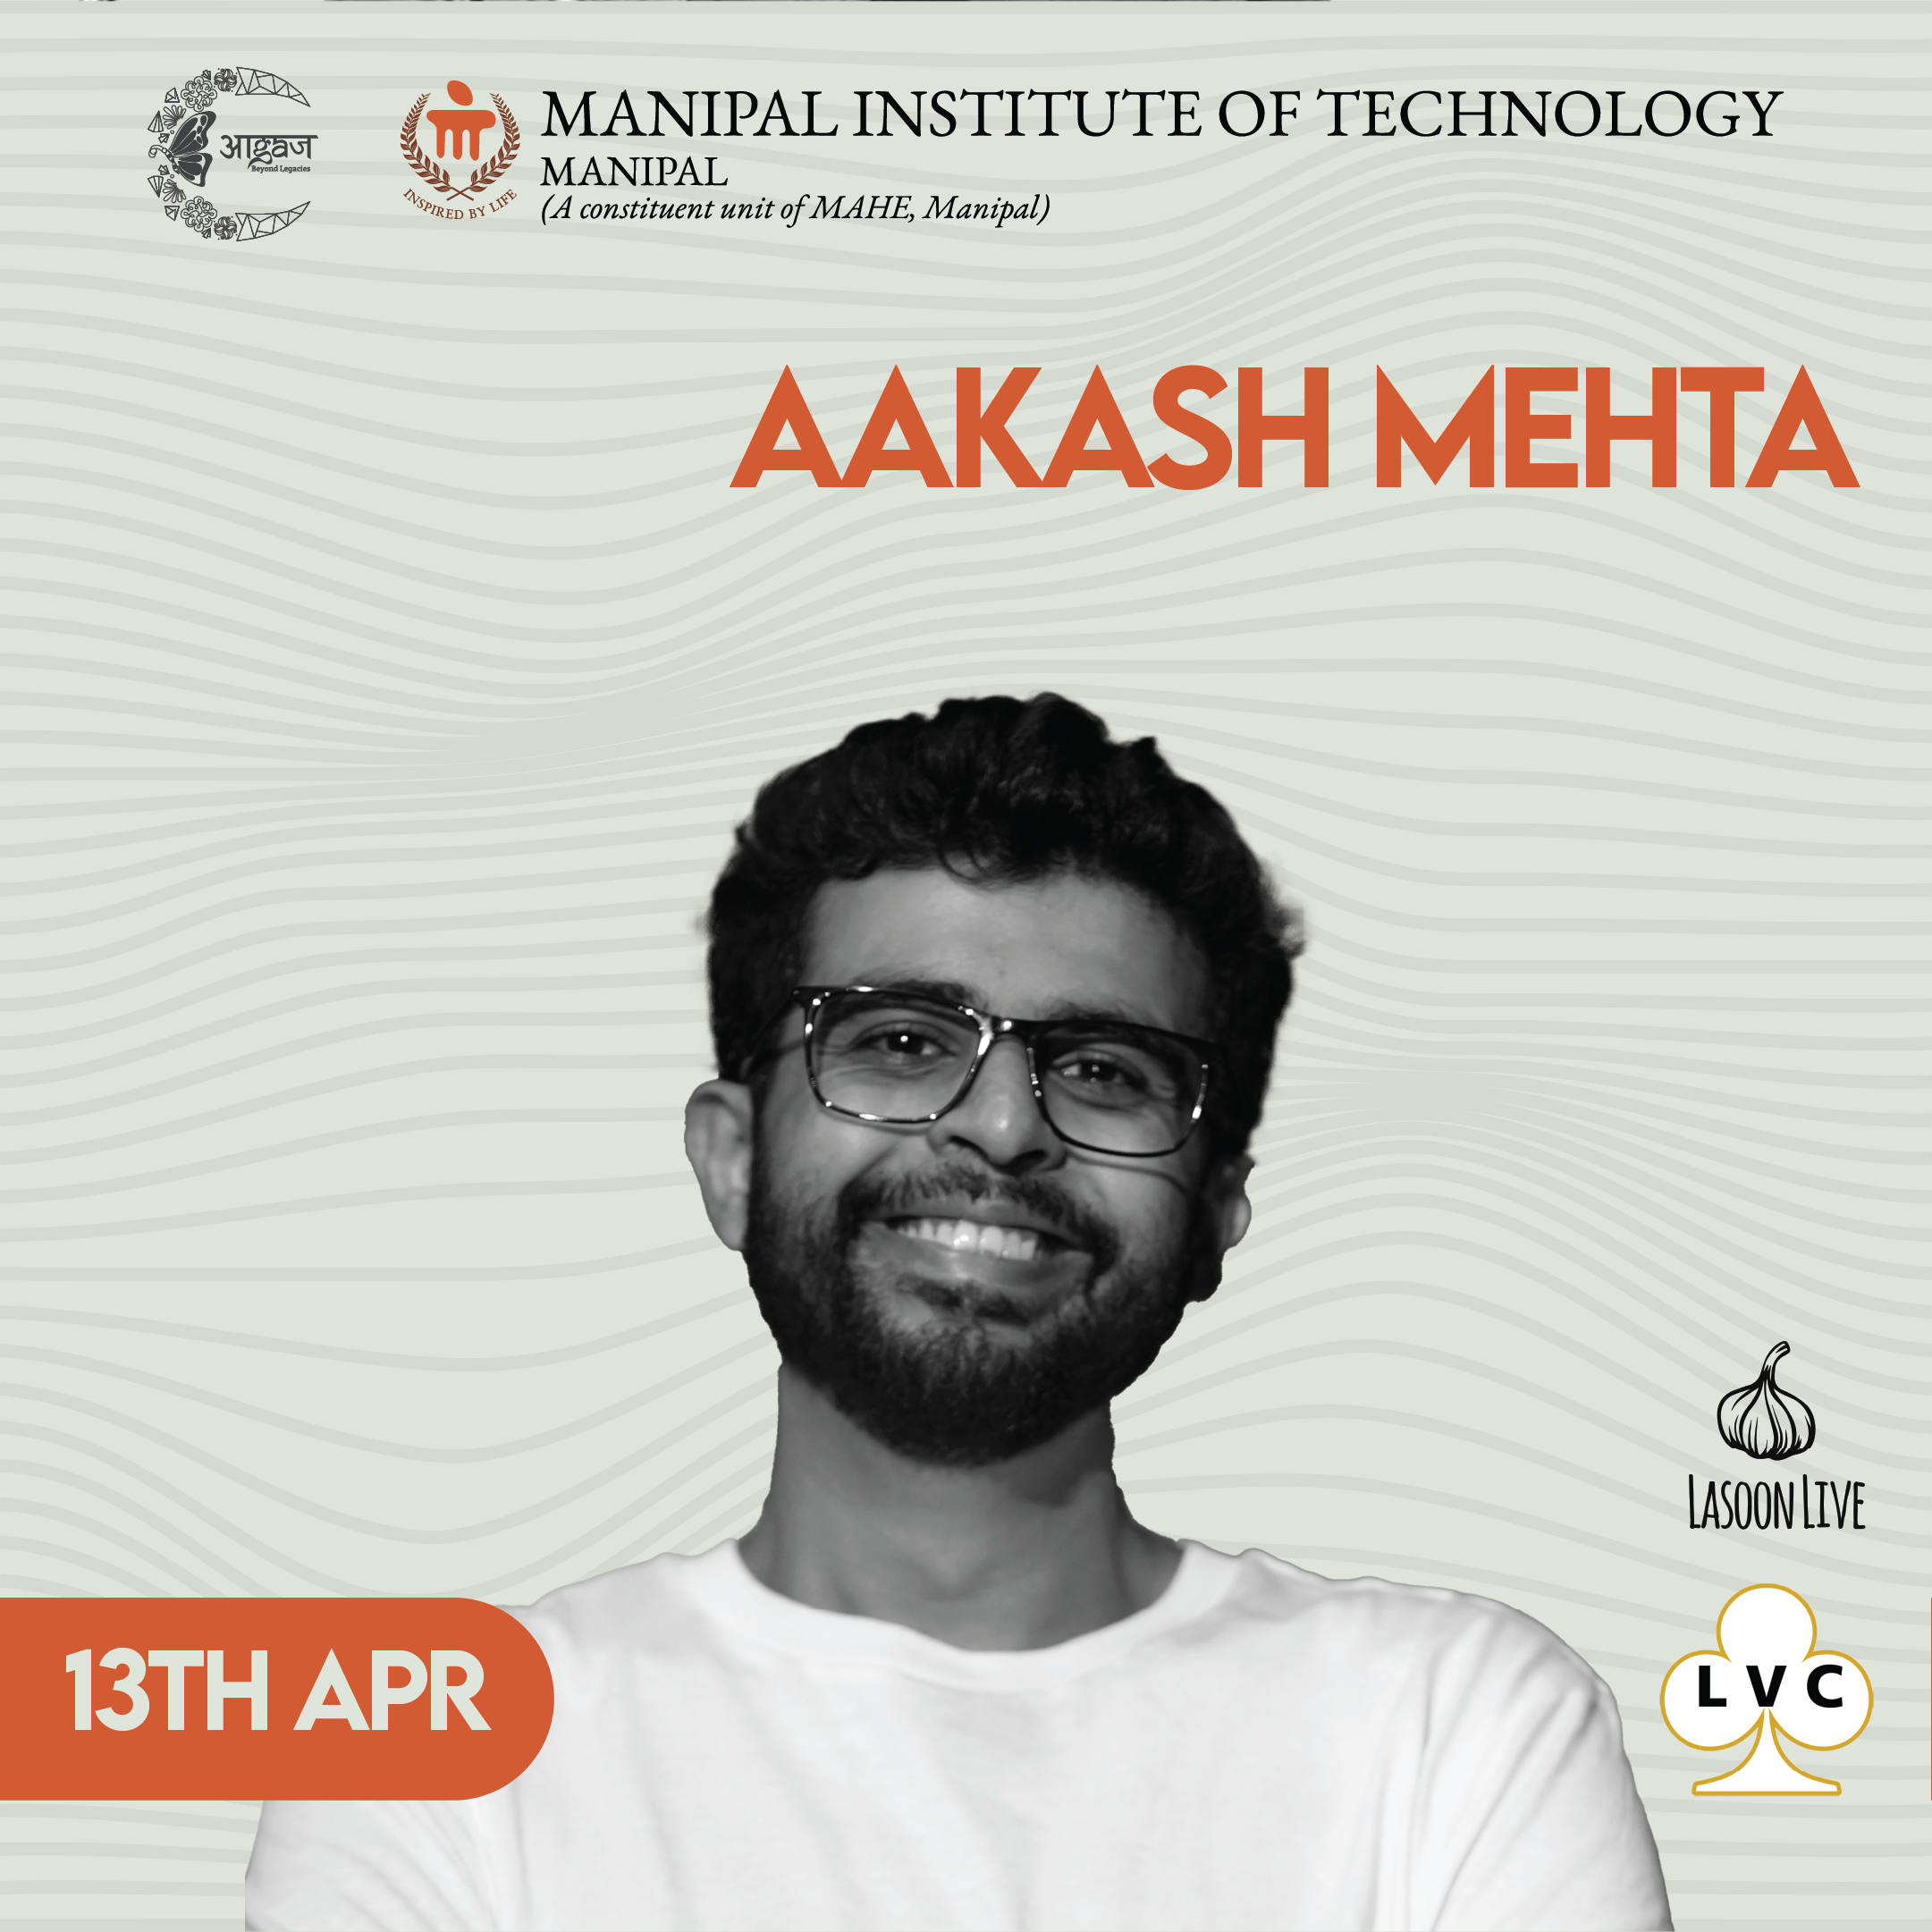 आग़ाज
Beyond Legacies
INSPIRED BY LIFE
MANIPAL INSTITUTE OF TECHNOLOGY
MANIPAL
(A constituent unit of MAHE, Manipal)
AAKASH MEHTA
LASOON LIVE
13TH APR
LVC